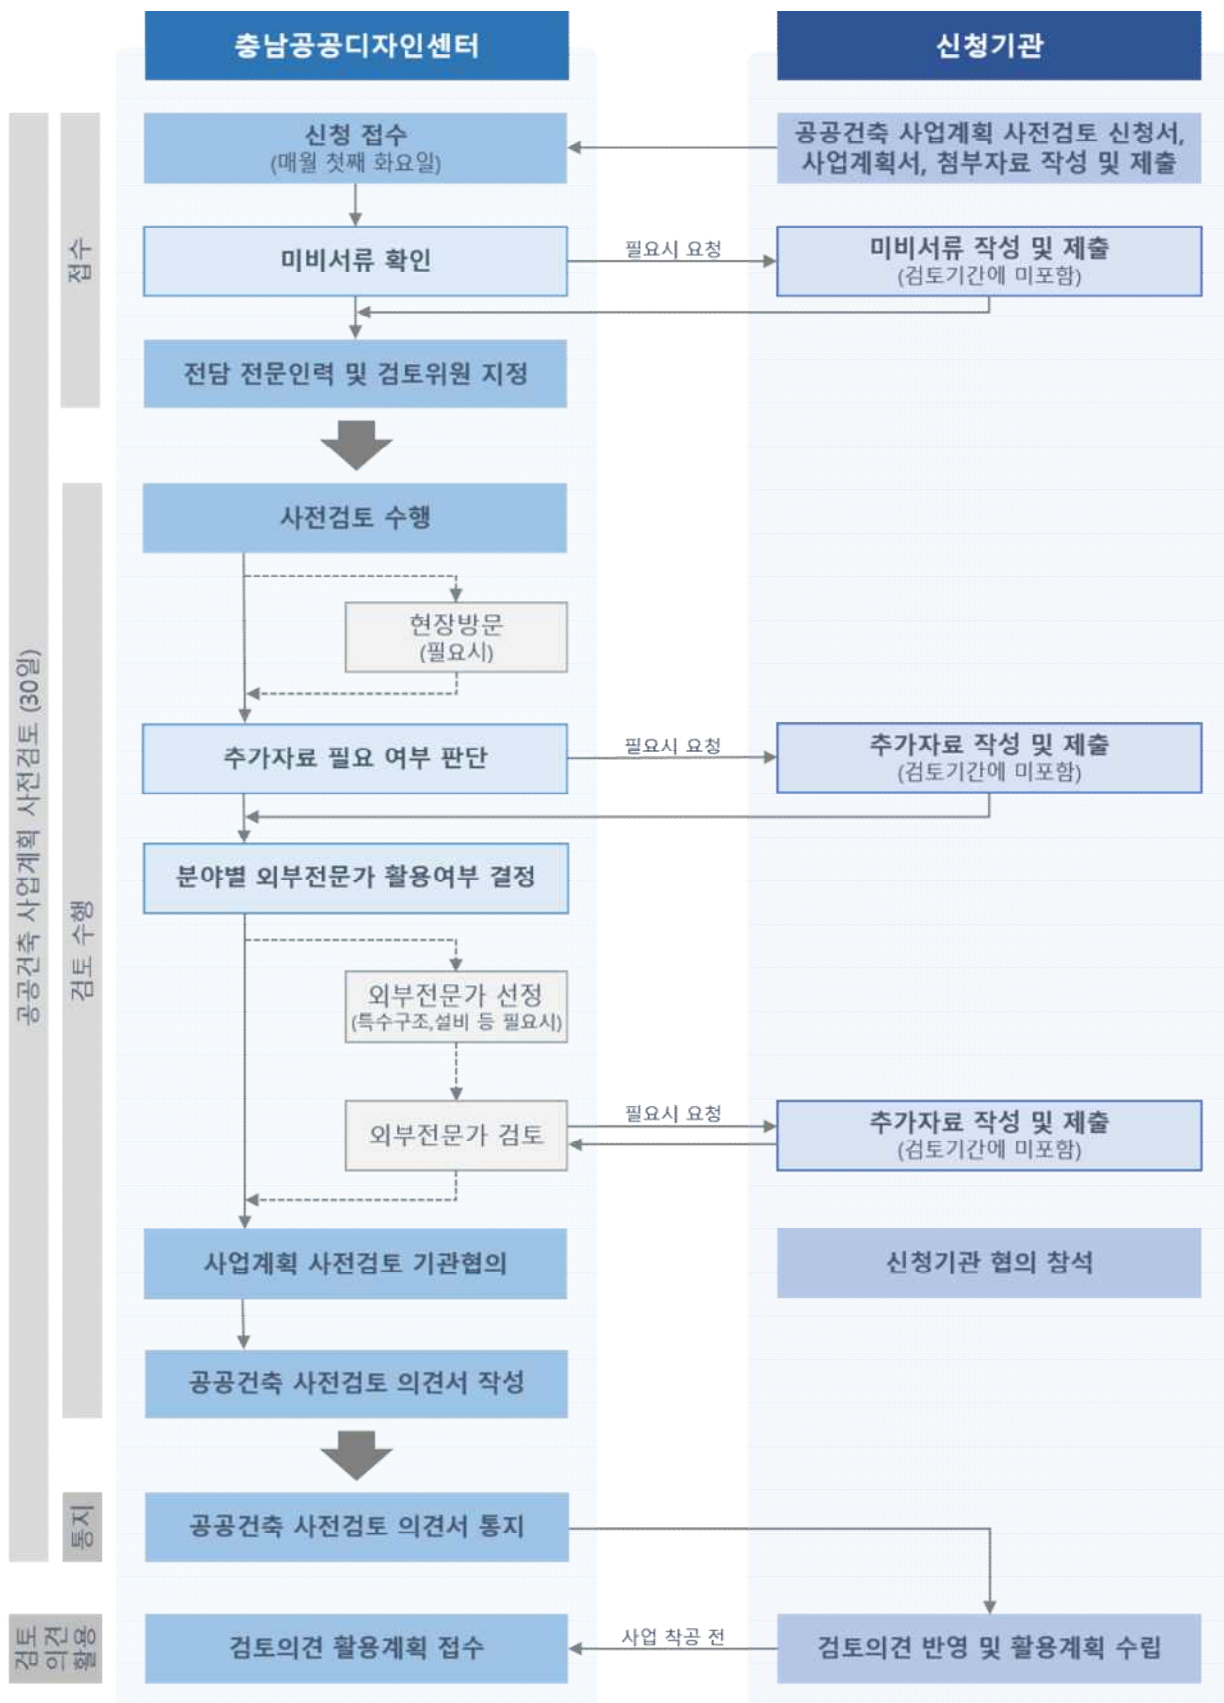 충남공공디자인센터
신청기관
공공건축 사업계획 사전검토 (30일)
접수
신청 접수
(매월 첫째 화요일)
공공건축 사업계획 사전검토 신청서,
사업계획서, 첨부자료 작성 및 제출
미비서류 확인
필요시 요청
미비서류 작성 및 제출
(검토기간에 미포함)
전담 전문인력 및 검토위원 지정
검토 수행
사전검토 수행
현장방문
(필요시)
추가자료 필요 여부 판단
필요시 요청
추가자료 작성 및 제출
(검토기간에 미포함)
분야별 외부전문가 활용여부 결정
외부전문가 선정
(특수구조,설비 등 필요시)
외부전문가 검토
필요시 요청
추가자료 작성 및 제출
(검토기간에 미포함)
사업계획 사전검토 기관협의
신청기관 협의 참석
공공건축 사전검토 의견서 작성
통지
공공건축 사전검토 의견서 통지
검토
의견
활용
검토의견 활용계획 접수
사업 착공 전
검토의견 반영 및 활용계획 수립